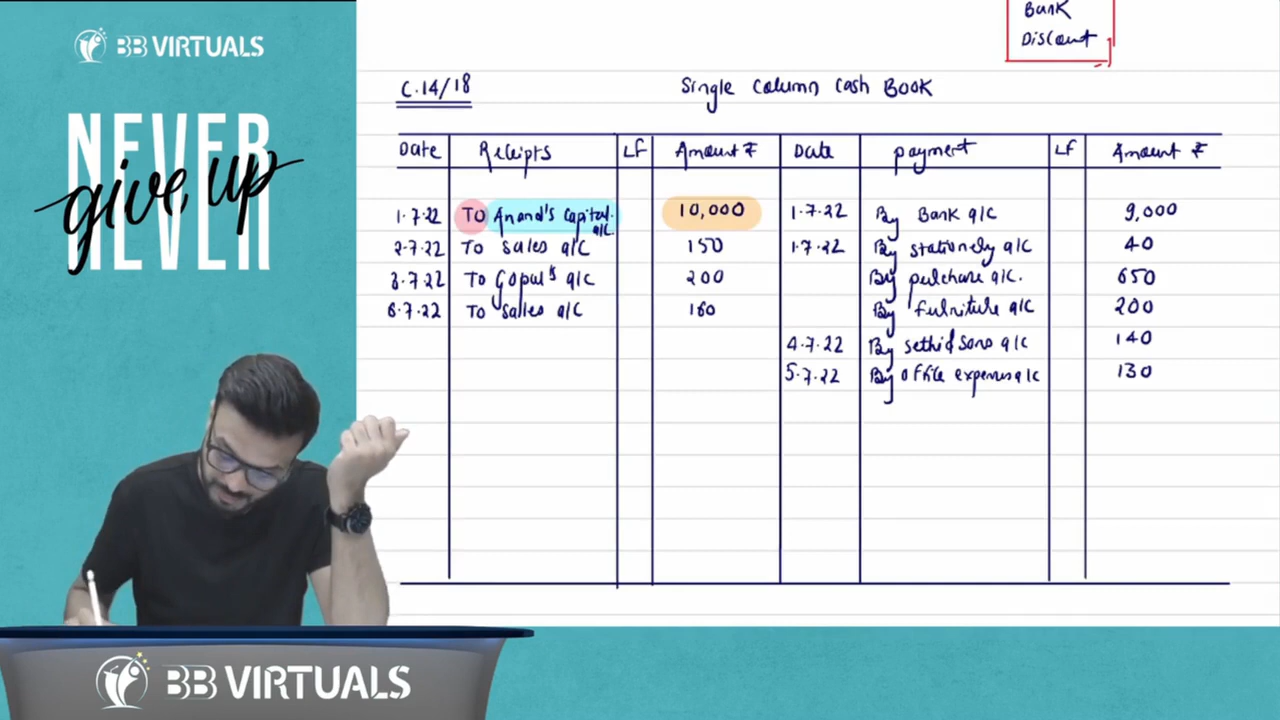 BB VIRTUALS
NEVER
give up
NEVER
Bank
Discount
C.14/18 Single Column Cash BOOK
Date Receipts LF Amount ₹ Date payment LF Amount ₹
1.7.22 TO Anand's Capital a/c 10,000 1.7.22 By Bank a/c 9,000
2.7.22 TO Sales a/c 150 1.7.22 By Stationery a/c 40
3.7.22 TO Gopal's a/c 200 By purchase a/c. 650
6.7.22 TO Sales a/c 160 By furniture a/c 200
4.7.22 By Sethi & Sons a/c 140
5.7.22 By office expenses a/c 130
BB VIRTUALS